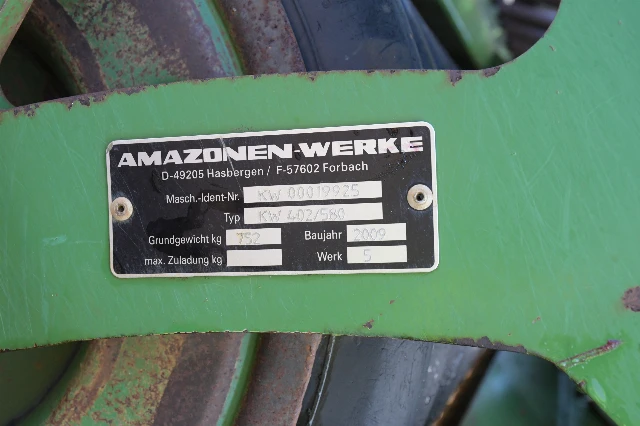 AMAZONEN-WERKE
D-49205 Hasbergen / F-57602 Forbach
Masch.-Ident-Nr. KW 00019925
Typ KW 402/580
Grundgewicht kg 752 Baujahr 2009
max. Zuladung kg Werk 5